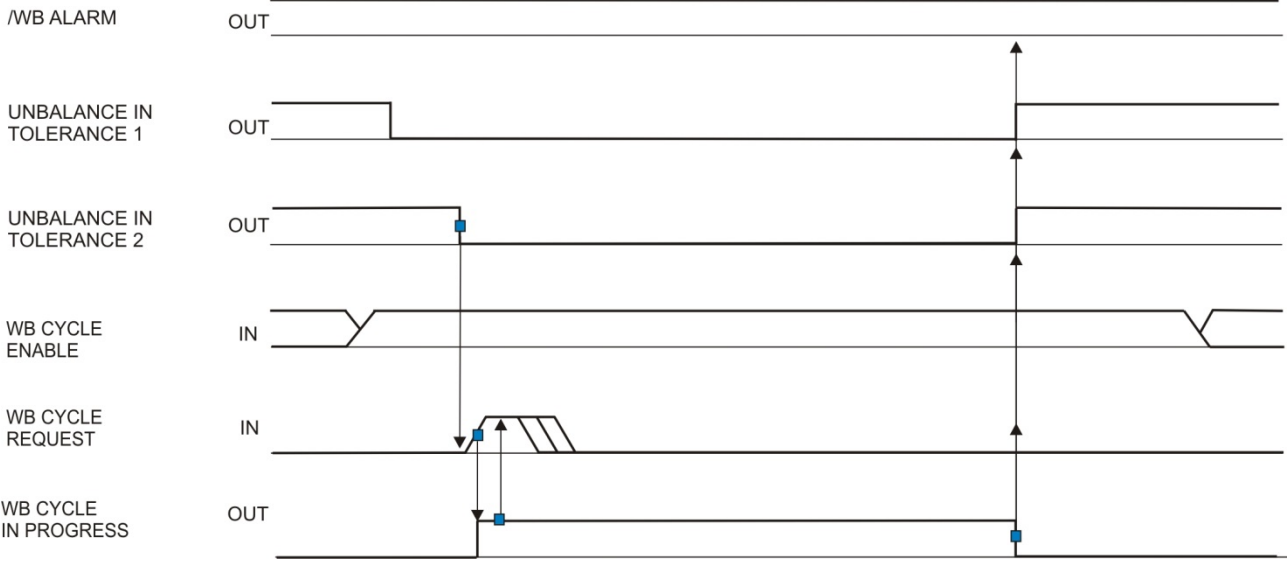 /WB ALARM OUT
UNBALANCE IN
TOLERANCE 1 OUT
UNBALANCE IN
TOLERANCE 2 OUT
WB CYCLE
ENABLE IN
WB CYCLE
REQUEST IN
WB CYCLE
IN PROGRESS OUT